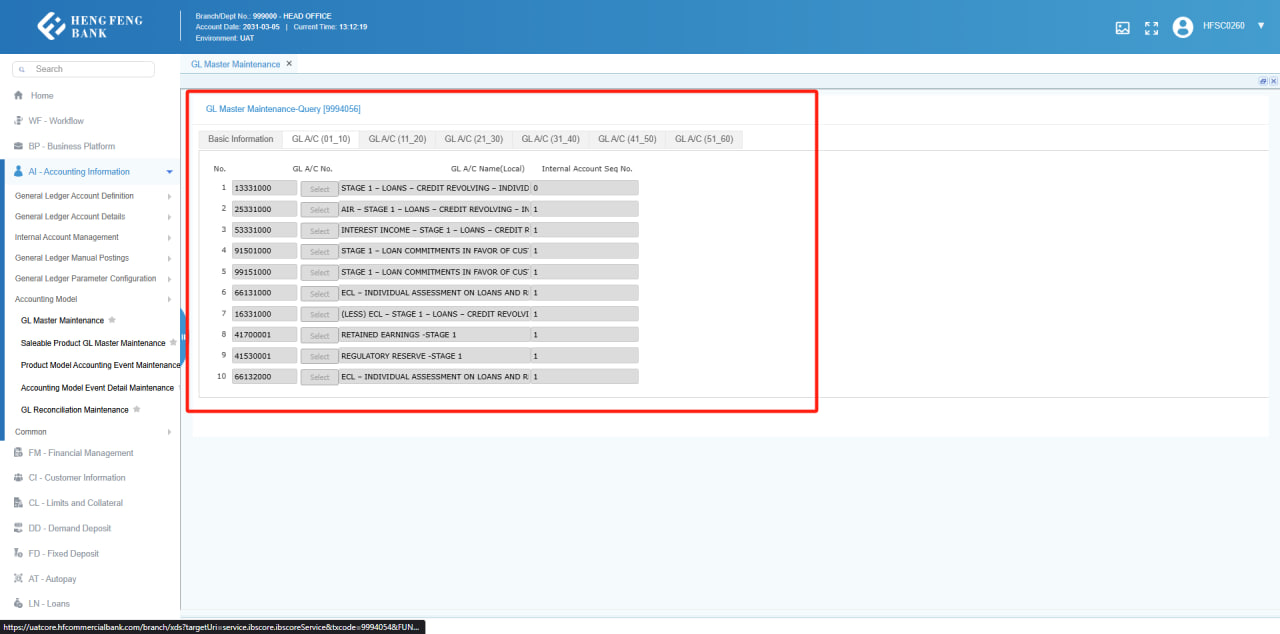 HENG FENG
BANK
Branch/Dept No.: 999000 - HEAD OFFICE
Account Date: 2031-03-05 | Current Time: 13:12:19
Environment: UAT
HFSC0260
Search
GL Master Maintenance
Home
WF - Workflow
BP - Business Platform
AI - Accounting Information
General Ledger Account Definition
General Ledger Account Details
Internal Account Management
General Ledger Manual Postings
General Ledger Parameter Configuration
Accounting Model
GL Master Maintenance
Saleable Product GL Master Maintenance
Product Model Accounting Event Maintenance
Accounting Model Event Detail Maintenance
GL Reconciliation Maintenance
Common
FM - Financial Management
CI - Customer Information
CL - Limits and Collateral
DD - Demand Deposit
FD - Fixed Deposit
AT - Autopay
LN - Loans
GL Master Maintenance-Query [9994056]
Basic Information GL.A/C (01_10) GL.A/C (11_20) GL.A/C (21_30) GL.A/C (31_40) GL.A/C (41_50) GL.A/C (51_60)
No. GL A/C No. GL A/C Name(Local) Internal Account Seq No.
1 13331000 Select STAGE 1 – LOANS – CREDIT REVOLVING – INDIVID 0
2 25331000 Select AIR – STAGE 1 – LOANS – CREDIT REVOLVING – IN 1
3 53331000 Select INTEREST INCOME – STAGE 1 – LOANS – CREDIT R 1
4 91501000 Select STAGE 1 – LOAN COMMITMENTS IN FAVOR OF CUS 1
5 99151000 Select STAGE 1 – LOAN COMMITMENTS IN FAVOR OF CUS 1
6 66131000 Select ECL – INDIVIDUAL ASSESSMENT ON LOANS AND R 1
7 16331000 Select (LESS) ECL – STAGE 1 – LOANS – CREDIT REVOLVI 1
8 41700001 Select RETAINED EARNINGS -STAGE 1 1
9 41530001 Select REGULATORY RESERVE -STAGE 1 1
10 66132000 Select ECL – INDIVIDUAL ASSESSMENT ON LOANS AND R 1
https://uatcore.hfcommercialbank.com/branch/xds?targetUri=service.ibscore.ibscoreService&txcode=9994054&FUN...